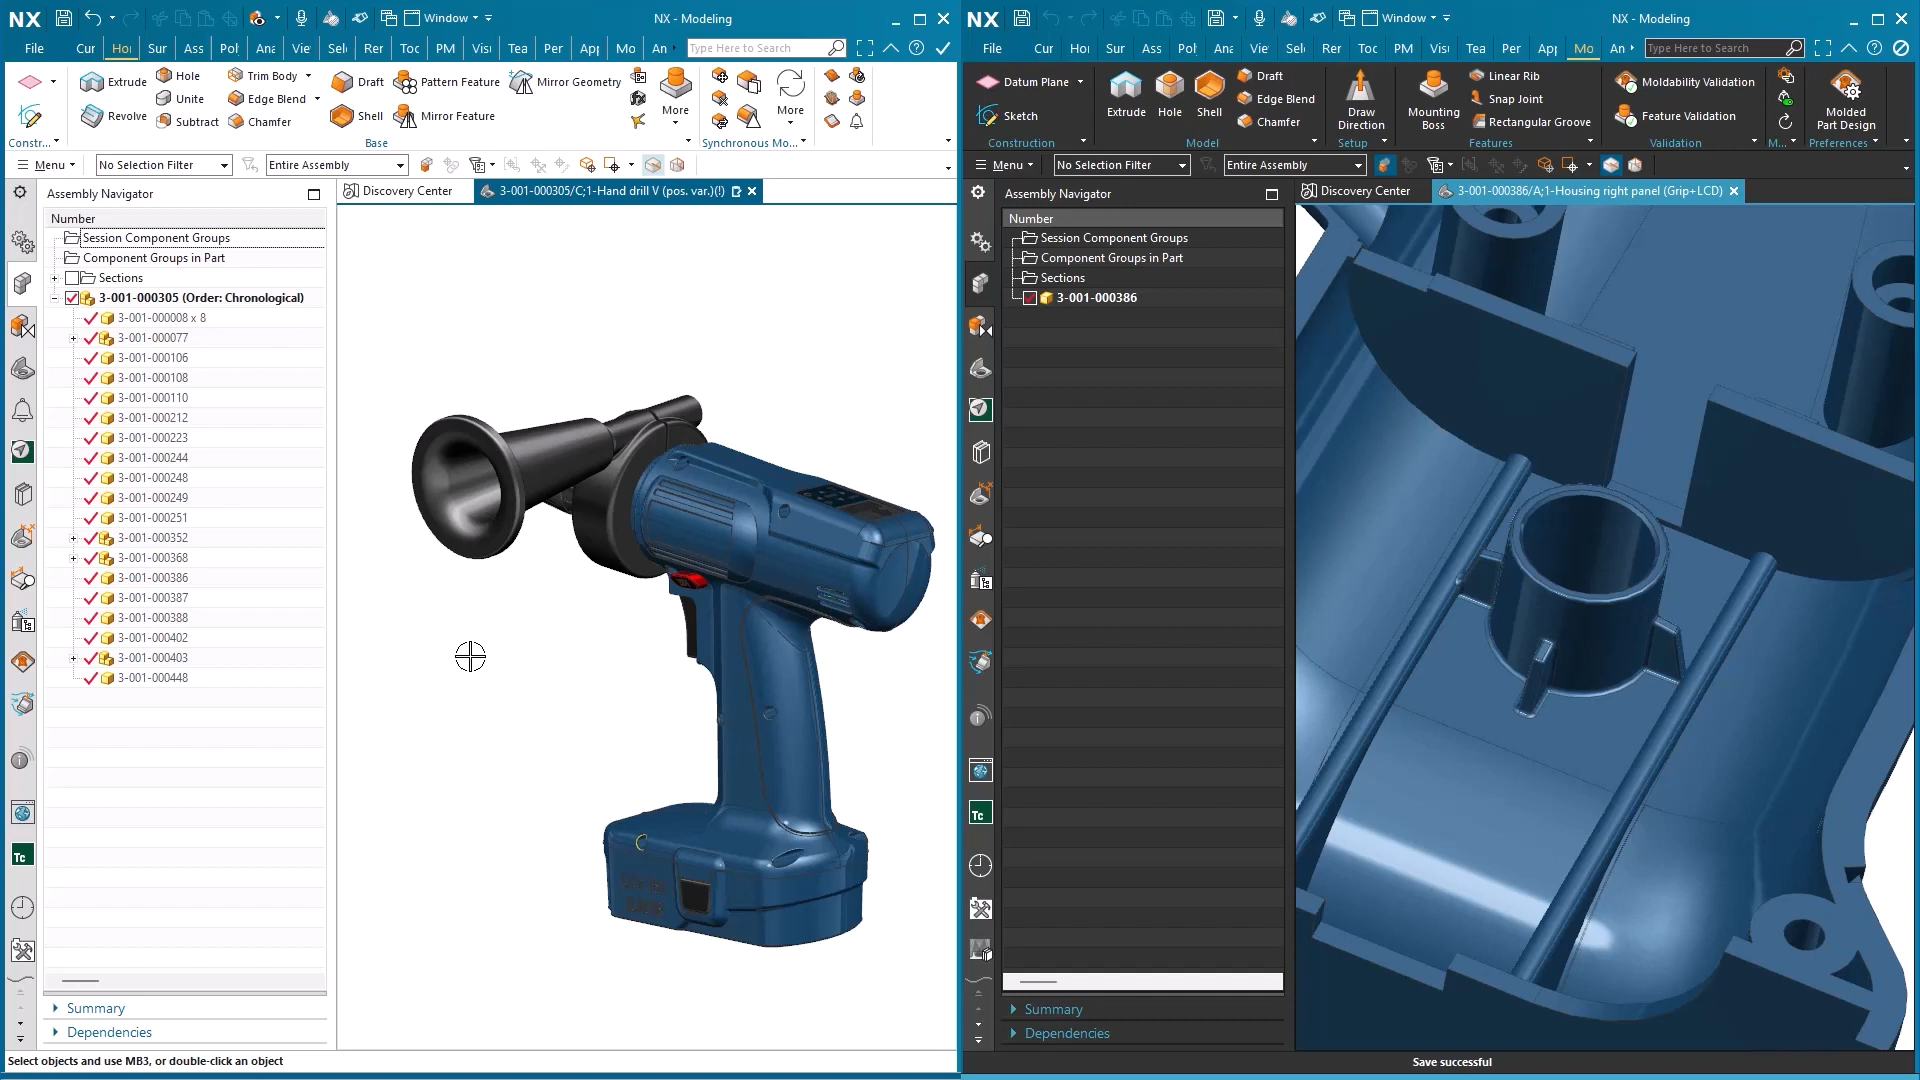 NX
Window
NX - Modeling
File
Cur
Hoi
Sur
Ass
Pol
Ana
Vie
Sel
Rer
Toc
PM
Visi
Tea
Per
App
Mo
An
Type Here to Search
Extrude
Revolve
Hole
Unite
Subtract
Trim Body
Edge Blend
Chamfer
Draft
Shell
Pattern Feature
Mirror Feature
Mirror Geometry
More
More
Constr...
Base
Synchronous Mo...
Menu
No Selection Filter
Entire Assembly
Assembly Navigator
Discovery Center
3-001-000305/C;1-Hand drill V (pos. var.)(!)
Number
Session Component Groups
Component Groups in Part
Sections
3-001-000305 (Order: Chronological)
3-001-000008 x 8
3-001-000077
3-001-000106
3-001-000108
3-001-000110
3-001-000212
3-001-000223
3-001-000244
3-001-000248
3-001-000249
3-001-000251
3-001-000352
3-001-000368
3-001-000386
3-001-000387
3-001-000388
3-001-000402
3-001-000403
3-001-000448
Tc
Summary
Dependencies
Select objects and use MB3, or double-click an object
NX
Window
NX - Modeling
File
Cur
Hoi
Sur
Ass
Pol
Ana
Vie
Sel
Rer
Toc
PM
Visi
Tea
Per
App
Mo
An
Type Here to Search
Datum Plane
Sketch
Extrude
Hole
Shell
Draft
Edge Blend
Chamfer
Draw Direction
Mounting Boss
Linear Rib
Snap Joint
Rectangular Groove
Moldability Validation
Feature Validation
Molded Part Design
Construction
Model
Setup
Features
Validation
M...
Preferences
Menu
No Selection Filter
Entire Assembly
Assembly Navigator
Discovery Center
3-001-000386/A;1-Housing right panel (Grip+LCD)
Number
Session Component Groups
Component Groups in Part
Sections
3-001-000386
Tc
Summary
Dependencies
Save successful